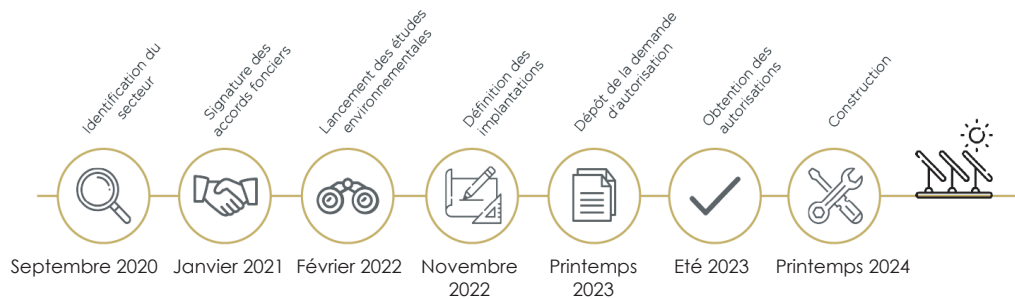 Identification du
secteur
Signature des
accords fonciers
Lancement des études
environnementales
Définition des
implantations
Dépôt de la demande
d'autorisation
Obtention des
autorisations
Construction
Septembre 2020
Janvier 2021
Février 2022
Novembre
2022
Printemps
2023
Eté 2023
Printemps 2024